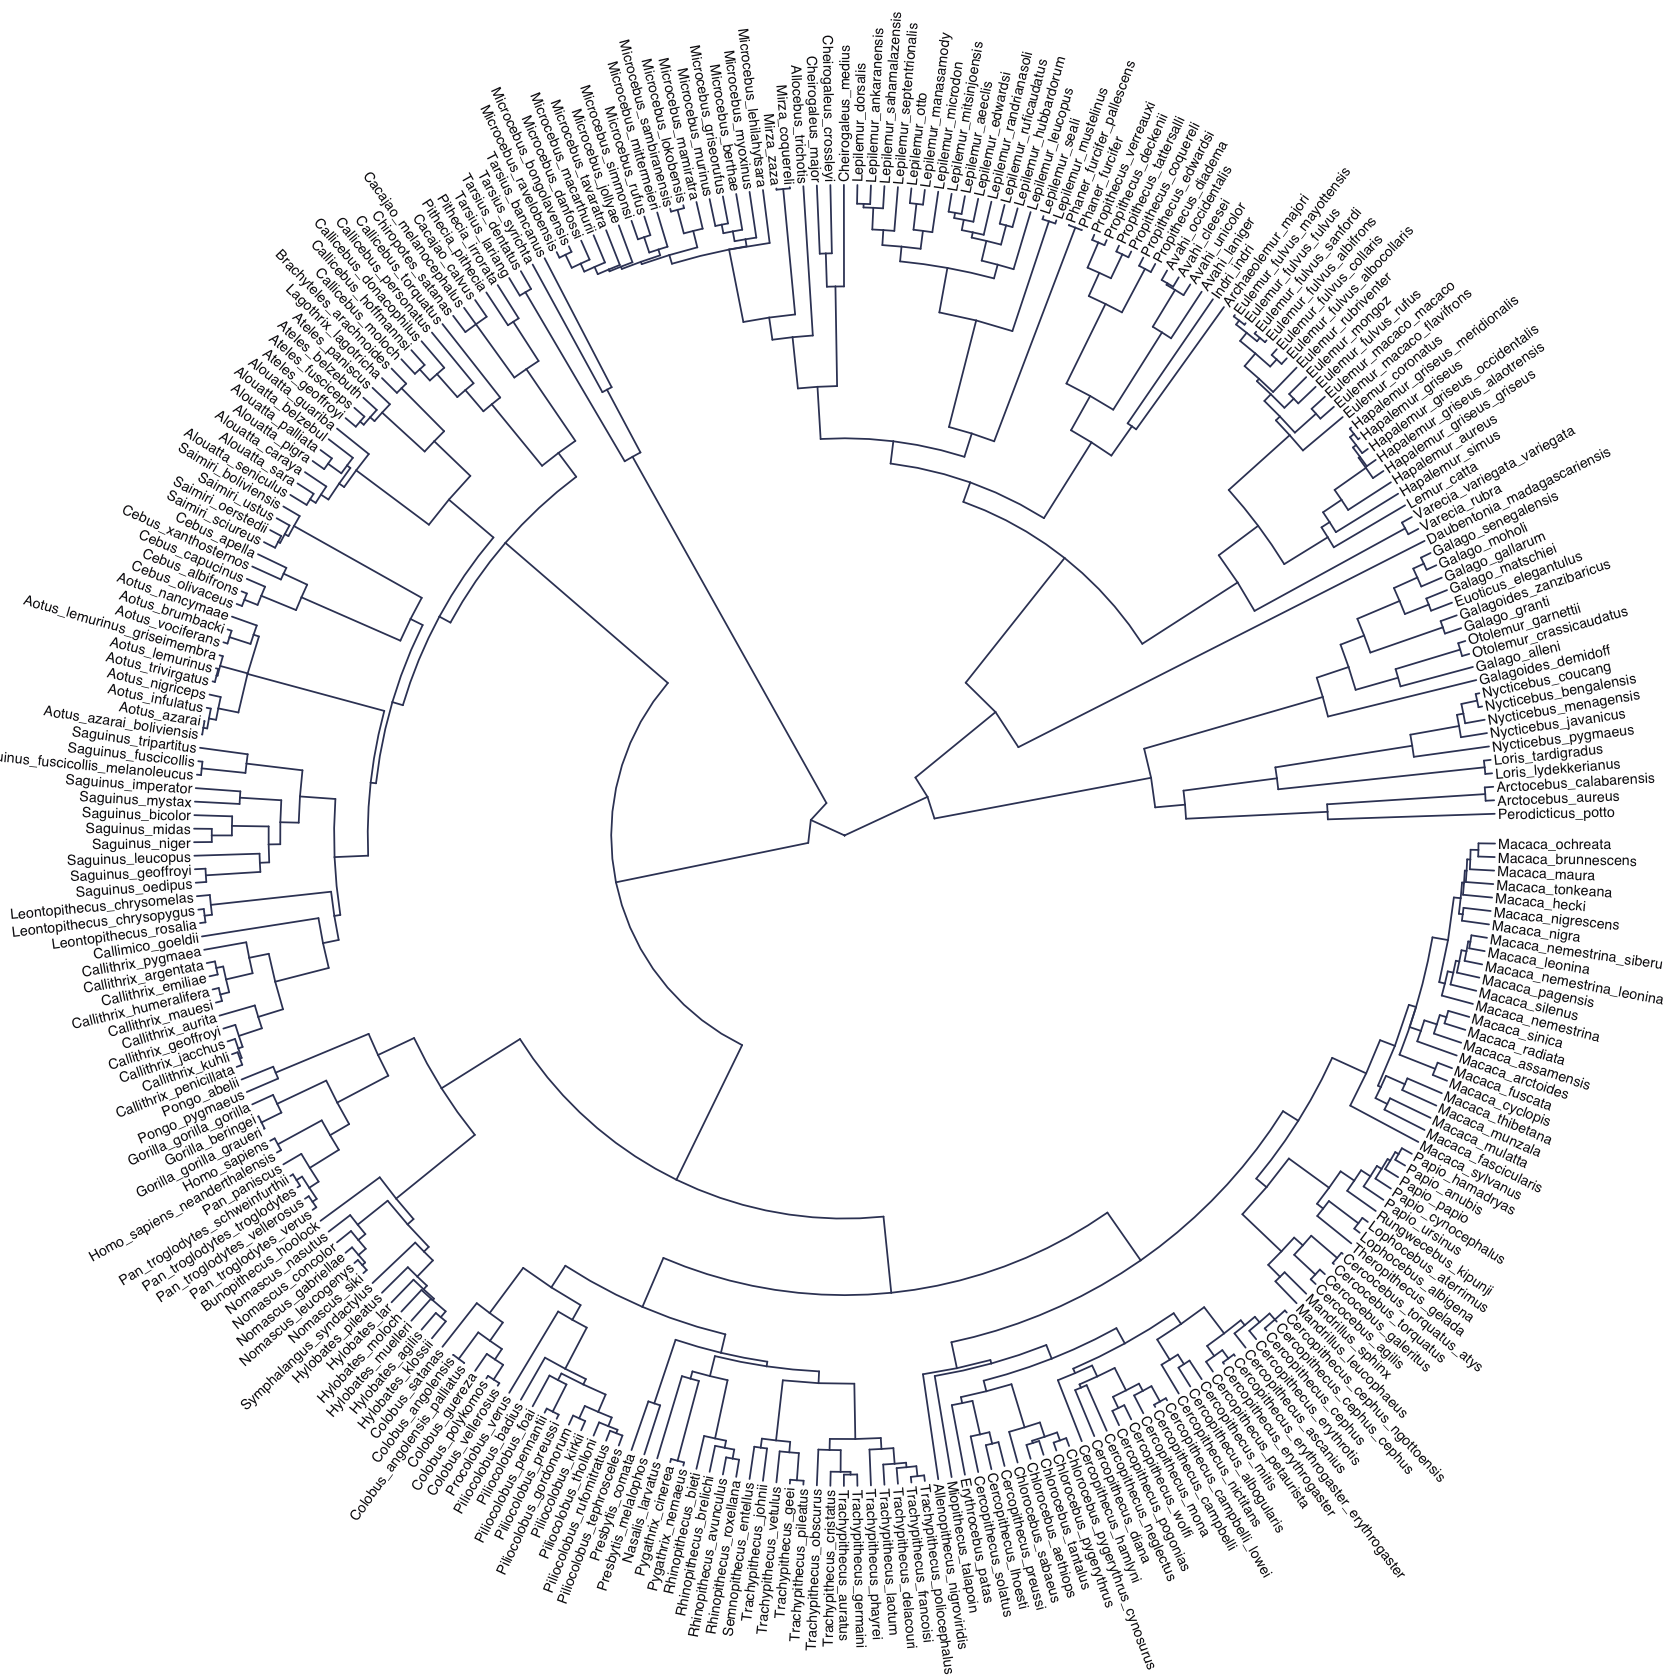 Cheirogaleus_medius
Lepilemur_dorsalis
Lepilemur_ankaranensis
Lepilemur_sahamalazensis
Lepilemur_septentrionalis
Lepilemur_otto
Lepilemur_manasamody
Lepilemur_microdon
Lepilemur_mitsinjoensis
Lepilemur_aeeclis
Lepilemur_edwardsi
Lepilemur_randrianasoli
Lepilemur_ruficaudatus
Lepilemur_hubbardorum
Lepilemur_leucopus
Lepilemur_seali
Lepilemur_mustelinus
Phaner_furcifer_pallescens
Phaner_furcifer
Propithecus_verreauxi
Propithecus_deckenii
Propithecus_tattersalli
Propithecus_coquereli
Propithecus_edwardsi
Propithecus_diadema
Avahi_occidentalis
Avahi_cleesei
Avahi_unicolor
Avahi_laniger
Indri_indri
Archaeolemur_majori
Eulemur_fulvus_mayottensis
Eulemur_fulvus_fulvus
Eulemur_fulvus_sanfordi
Eulemur_fulvus_albifrons
Eulemur_fulvus_collaris
Eulemur_fulvus_albocollaris
Eulemur_rubriventer
Eulemur_mongoz
Eulemur_fulvus_rufus
Eulemur_macaco_macaco
Eulemur_macaco_flavifrons
Eulemur_coronatus
Hapalemur_griseus_meridionalis
Hapalemur_griseus
Hapalemur_griseus_occidentalis
Hapalemur_griseus_alaotrensis
Hapalemur_griseus_griseus
Hapalemur_aureus
Hapalemur_simus
Lemur_catta
Varecia_variegata_variegata
Varecia_rubra
Daubentonia_madagascariensis
Galago_senegalensis
Galago_moholi
Galago_gallarum
Galago_matschiei
Euoticus_elegantulus
Galagoides_zanzibaricus
Galago_granti
Otolemur_garnettii
Otolemur_crassicaudatus
Galago_alleni
Galagoides_demidoff
Nycticebus_coucang
Nycticebus_bengalensis
Nycticebus_menagensis
Nycticebus_javanicus
Nycticebus_pygmaeus
Loris_tardigradus
Loris_lydekkerianus
Arctocebus_calabarensis
Arctocebus_aureus
Perodicticus_potto
Macaca_ochreata
Macaca_brunnescens
Macaca_maura
Macaca_tonkeana
Macaca_hecki
Macaca_nigrescens
Macaca_nigra
Macaca_nemestrina_siberu
Macaca_leonina
Macaca_nemestrina_leonina
Macaca_pagensis
Macaca_silenus
Macaca_nemestrina
Macaca_sinica
Macaca_radiata
Macaca_assamensis
Macaca_arctoides
Macaca_fuscata
Macaca_cyclopis
Macaca_thibetana
Macaca_munzala
Macaca_mulatta
Macaca_fascicularis
Macaca_sylvanus
Papio_hamadryas
Papio_anubis
Papio_papio
Papio_cynocephalus
Papio_ursinus
Rungwecebus_kipunji
Lophocebus_aterrimus
Lophocebus_albigena
Theropithecus_gelada
Cercocebus_torquatus_atys
Cercocebus_torquatus
Cercocebus_galeritus
Cercocebus_agilis
Mandrillus_sphinx
Mandrillus_leucophaeus
Cercopithecus_cephus_ngottoensis
Cercopithecus_cephus_cephus
Cercopithecus_cephus
Cercopithecus_erythrotis
Cercopithecus_ascanius
Cercopithecus_erythrogaster_erythrogaster
Cercopithecus_erythrogaster
Cercopithecus_petaurista
Cercopithecus_mitis
Cercopithecus_albogularis
Cercopithecus_nictitans
Cercopithecus_campbelli_lowei
Cercopithecus_campbelli
Cercopithecus_mona
Cercopithecus_wolfi
Cercopithecus_pogonias
Cercopithecus_neglectus
Cercopithecus_diana
Cercopithecus_hamlyni
Chlorocebus_pygerythrus_cynosurus
Chlorocebus_pygerythrus
Chlorocebus_tantalus
Chlorocebus_aethiops
Chlorocebus_sabaeus
Cercopithecus_preussi
Cercopithecus_lhoesti
Cercopithecus_solatus
Erythrocebus_patas
Miopithecus_talapoin
Allenopithecus_nigroviridis
Trachypithecus_poliocephalus
Trachypithecus_francoisi
Trachypithecus_delacouri
Trachypithecus_laotum
Trachypithecus_phayrei
Trachypithecus_germaini
Trachypithecus_auratus
Trachypithecus_cristatus
Trachypithecus_obscurus
Trachypithecus_pileatus
Trachypithecus_geei
Trachypithecus_vetulus
Trachypithecus_johnii
Semnopithecus_entellus
Rhinopithecus_roxellana
Rhinopithecus_avunculus
Rhinopithecus_brelichi
Rhinopithecus_bieti
Pygathrix_nemaeus
Pygathrix_cinerea
Nasalis_larvatus
Presbytis_melalophos
Presbytis_comata
Piliocolobus_tephrosceles
Piliocolobus_rufomitratus
Piliocolobus_tholloni
Piliocolobus_kirkii
Piliocolobus_gordonorum
Piliocolobus_preussi
Piliocolobus_pennantii
Piliocolobus_foai
Piliocolobus_badius
Procolobus_verus
Colobus_vellerosus
Colobus_polykomos
Colobus_guereza
Colobus_angolensis_palliatus
Colobus_angolensis
Colobus_satanas
Hylobates_klossii
Hylobates_agilis
Hylobates_muelleri
Hylobates_moloch
Hylobates_lar
Hylobates_pileatus
Symphalangus_syndactylus
Nomascus_siki
Nomascus_leucogenys
Nomascus_gabriellae
Nomascus_concolor
Nomascus_nasutus
Bunopithecus_hoolock
Pan_troglodytes_verus
Pan_troglodytes_vellerosus
Pan_troglodytes_troglodytes
Pan_troglodytes_schweinfurthii
Pan_paniscus
Homo_sapiens_neanderthalensis
Homo_sapiens
Gorilla_gorilla_graueri
Gorilla_beringei
Gorilla_gorilla_gorilla
Pongo_pygmaeus
Pongo_abelii
Callithrix_penicillata
Callithrix_kuhli
Callithrix_jacchus
Callithrix_geoffroyi
Callithrix_aurita
Callithrix_mauesi
Callithrix_humeralifera
Callithrix_emiliae
Callithrix_argentata
Callithrix_pygmaea
Callimico_goeldii
Leontopithecus_rosalia
Leontopithecus_chrysopygus
Leontopithecus_chrysomelas
Saguinus_oedipus
Saguinus_geoffroyi
Saguinus_leucopus
Saguinus_niger
Saguinus_midas
Saguinus_bicolor
Saguinus_mystax
Saguinus_imperator
uinus_fuscicollis_melanoleucus
Saguinus_fuscicollis
Saguinus_tripartitus
Aotus_azarai_boliviensis
Aotus_azarai
Aotus_infulatus
Aotus_nigriceps
Aotus_trivirgatus
Aotus_lemurinus
Aotus_lemurinus_griseimembra
Aotus_vociferans
Aotus_brumbacki
Aotus_nancymaae
Cebus_olivaceus
Cebus_albifrons
Cebus_capucinus
Cebus_xanthosternos
Cebus_apella
Saimiri_sciureus
Saimiri_oerstedii
Saimiri_ustus
Saimiri_boliviensis
Alouatta_seniculus
Alouatta_sara
Alouatta_caraya
Alouatta_pigra
Alouatta_palliata
Alouatta_belzebul
Alouatta_guariba
Ateles_geoffroyi
Ateles_fusciceps
Ateles_belzebuth
Ateles_paniscus
Lagothrix_lagotricha
Brachyteles_arachnoides
Callicebus_moloch
Callicebus_hoffmannsi
Callicebus_donacophilus
Callicebus_personatus
Callicebus_torquatus
Chiropotes_satanas
Cacajao_melanocephalus
Cacajao_calvus
Pithecia_pithecia
Pithecia_irrorata
Tarsius_lariang
Tarsius_dentatus
Tarsius_syrichta
Tarsius_bancanus
Microcebus_ravelobensis
Microcebus_bongolavensis
Microcebus_danfossi
Microcebus_macarthurii
Microcebus_tavaratra
Microcebus_jollyae
Microcebus_simmonsi
Microcebus_rufus
Microcebus_mittermeieri
Microcebus_sambiranensis
Microcebus_lokobensis
Microcebus_mamiratra
Microcebus_murinus
Microcebus_griseorufus
Microcebus_berthae
Microcebus_myoxinus
Microcebus_lehilahytsara
Mirza_zaza
Mirza_coquereli
Allocebus_trichotis
Cheirogaleus_major
Cheirogaleus_crossleyi